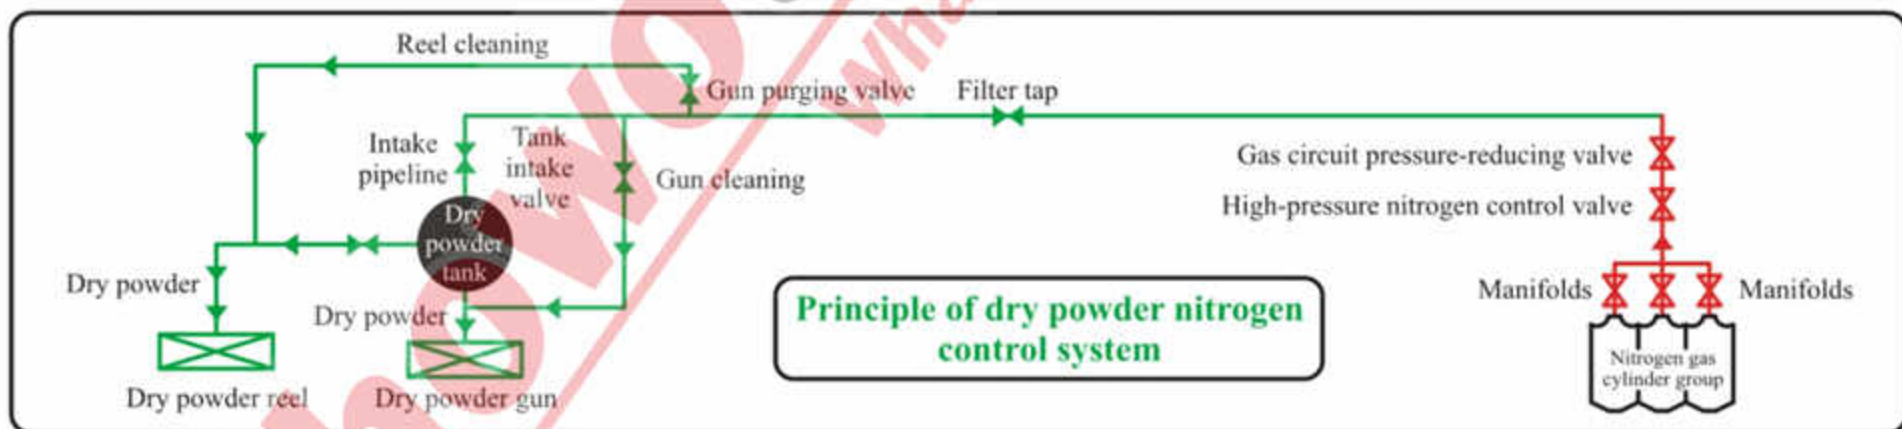 Reel cleaning
Gun purging valve
Filter tap
Intake
pipeline
Tank
intake
valve
Gun cleaning
Gas circuit pressure-reducing valve
High-pressure nitrogen control valve
Dry
powder
tank
Dry powder
Dry powder
Manifolds
Manifolds
Principle of dry powder nitrogen
control system
Nitrogen gas
cylinder group
Dry powder reel
Dry powder gun